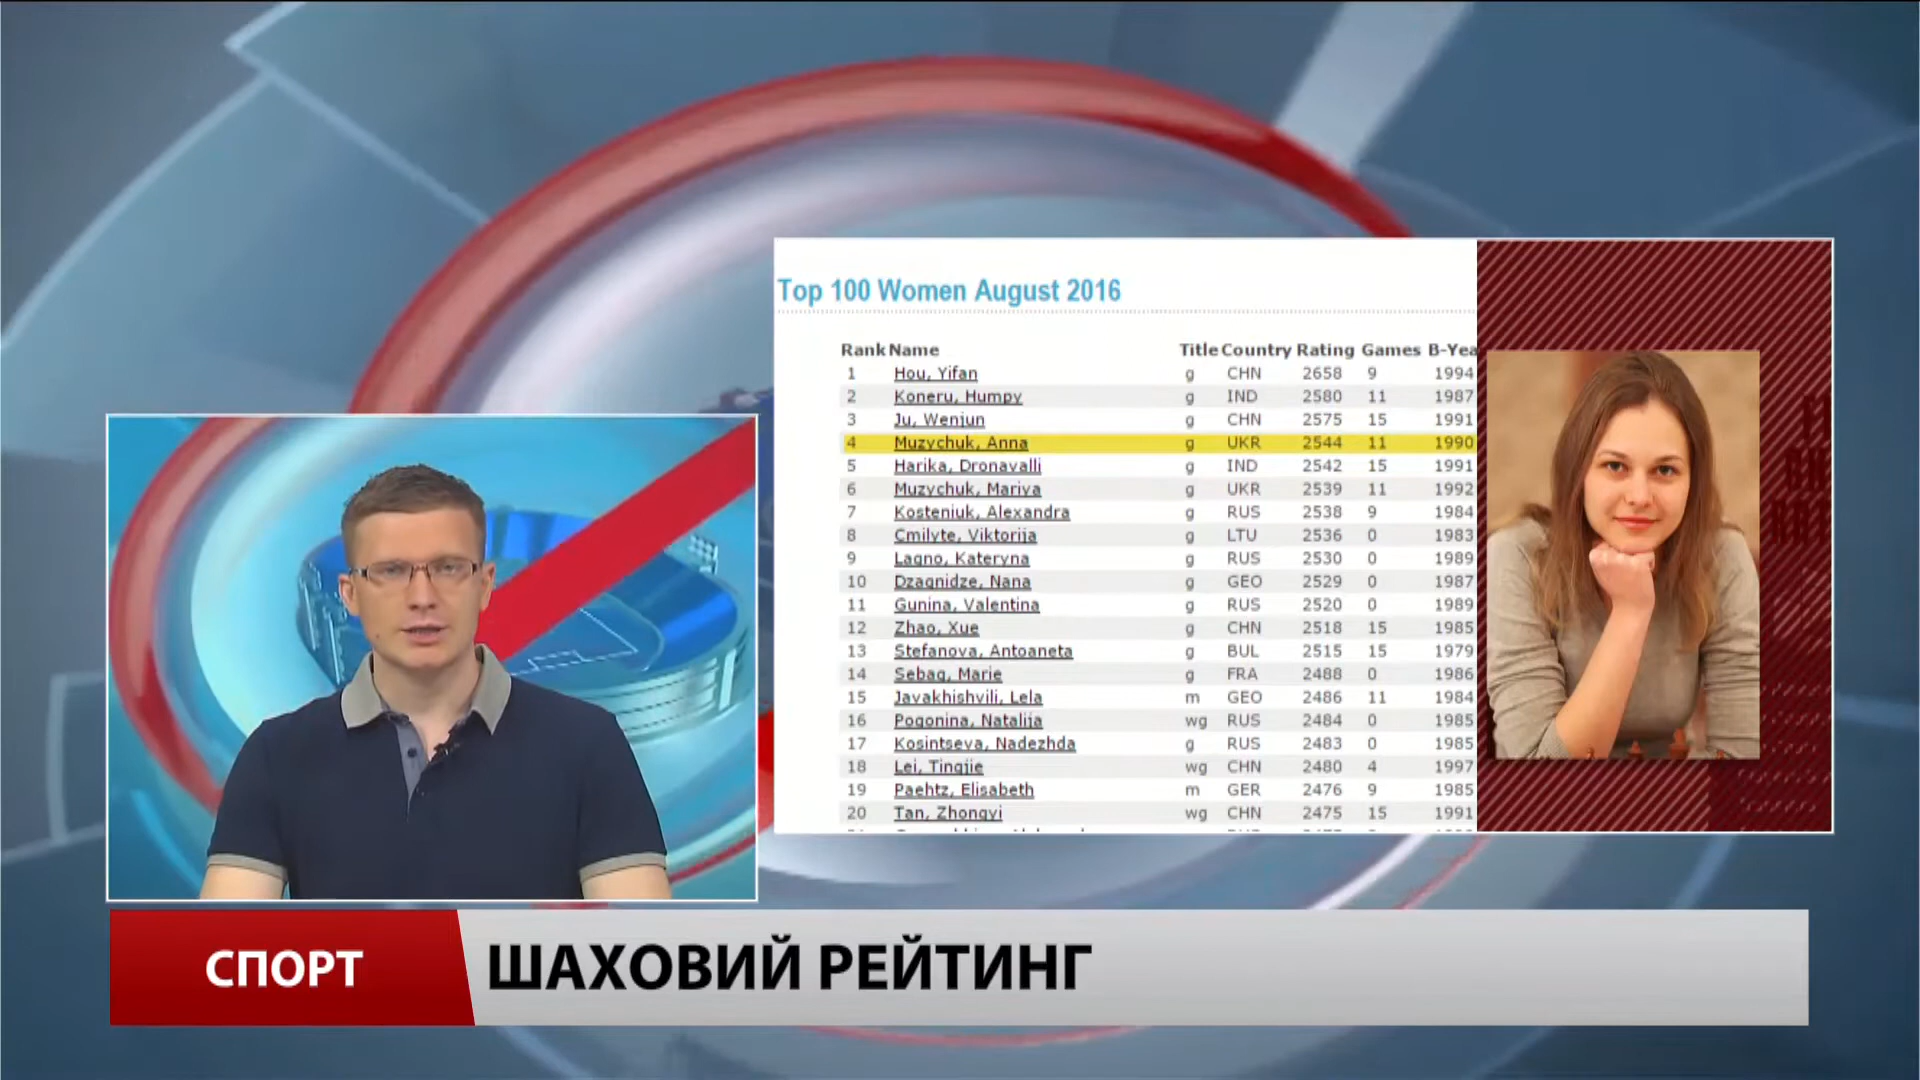 Top 100 Women August 2016
Rank Name Title Country Rating Games B-Yea
1 Hou, Yifan g CHN 2658 9 1994
2 Koneru, Humpy g IND 2580 11 1987
3 Ju, Wenjun g CHN 2575 15 1991
4 Muzychuk, Anna g UKR 2544 11 1990
5 Harika, Dronavalli g IND 2542 15 1991
6 Muzychuk, Mariya g UKR 2539 11 1992
7 Kosteniuk, Alexandra g RUS 2538 9 1984
8 Cmilyte, Viktorija g LTU 2536 0 1983
9 Lagno, Kateryna g RUS 2530 0 1989
10 Dzagnidze, Nana g GEO 2529 0 1987
11 Gunina, Valentina g RUS 2520 0 1989
12 Zhao, Xue g CHN 2518 15 1985
13 Stefanova, Antoaneta g BUL 2515 15 1979
14 Sebag, Marie g FRA 2488 0 1986
15 Javakhishvili, Lela m GEO 2486 11 1984
16 Pogonina, Natalija wg RUS 2484 0 1985
17 Kosintseva, Nadezhda g RUS 2483 0 1985
18 Lei, Tingjie wg CHN 2480 4 1997
19 Paehtz, Elisabeth m GER 2476 9 1985
20 Tan, Zhongyi wg CHN 2475 15 1991
СПОРТ
ШАХОВИЙ РЕЙТИНГ